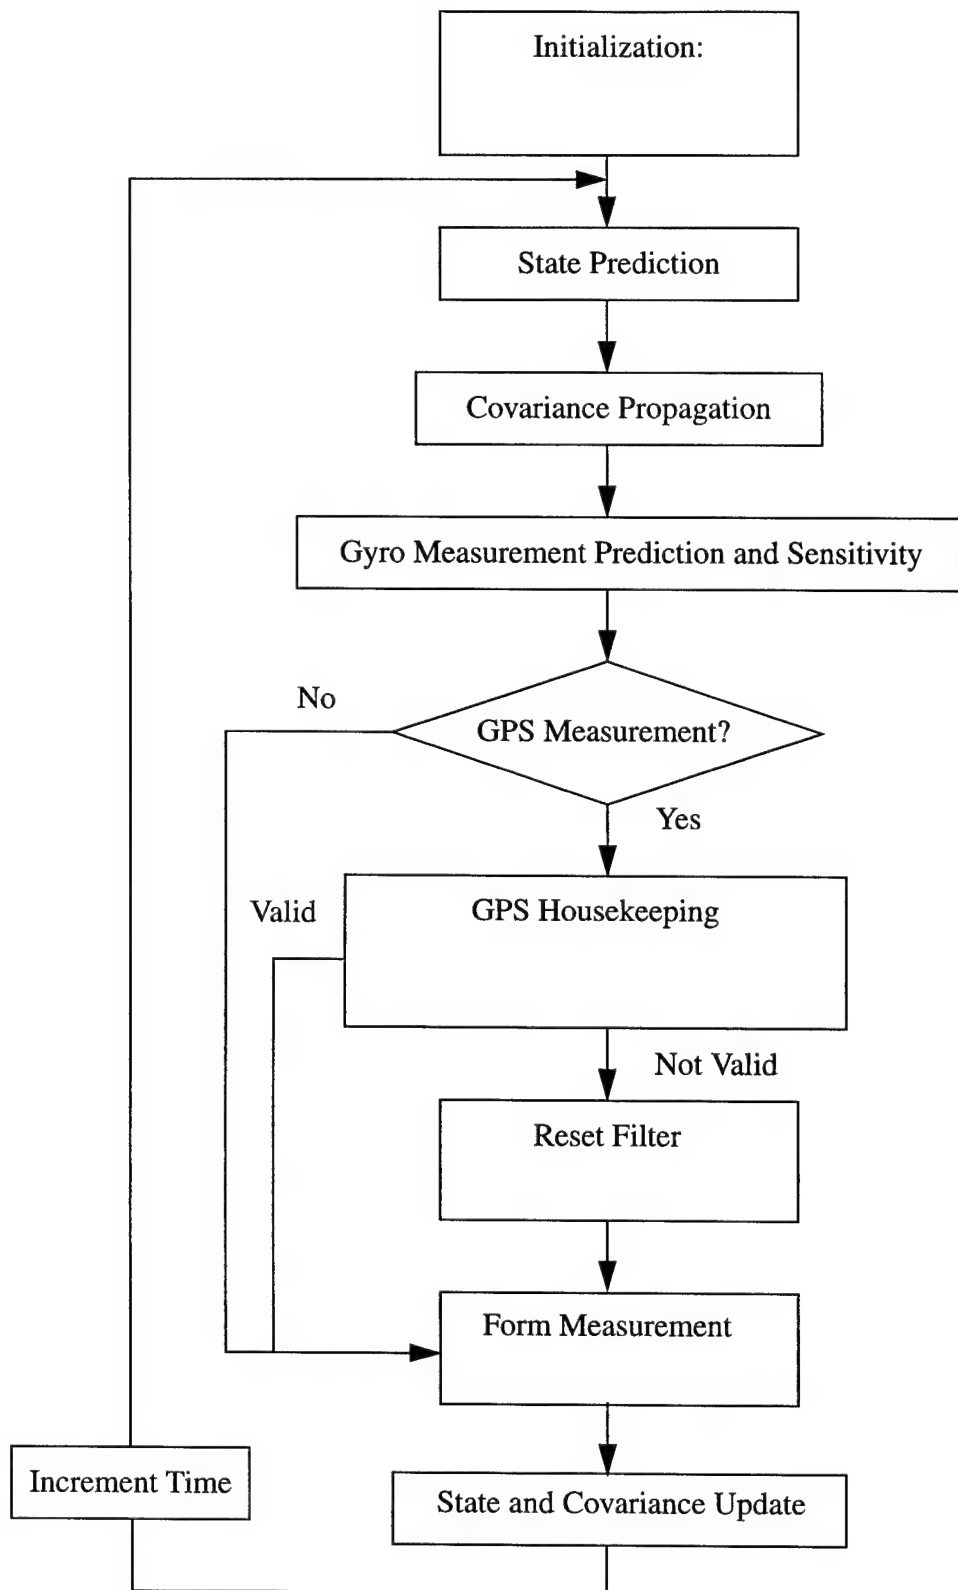 Initialization:
State Prediction
Covariance Propagation
Gyro Measurement Prediction and Sensitivity
No
GPS Measurement?
Yes
Valid
GPS Housekeeping
Not Valid
Reset Filter
Form Measurement
Increment Time
State and Covariance Update